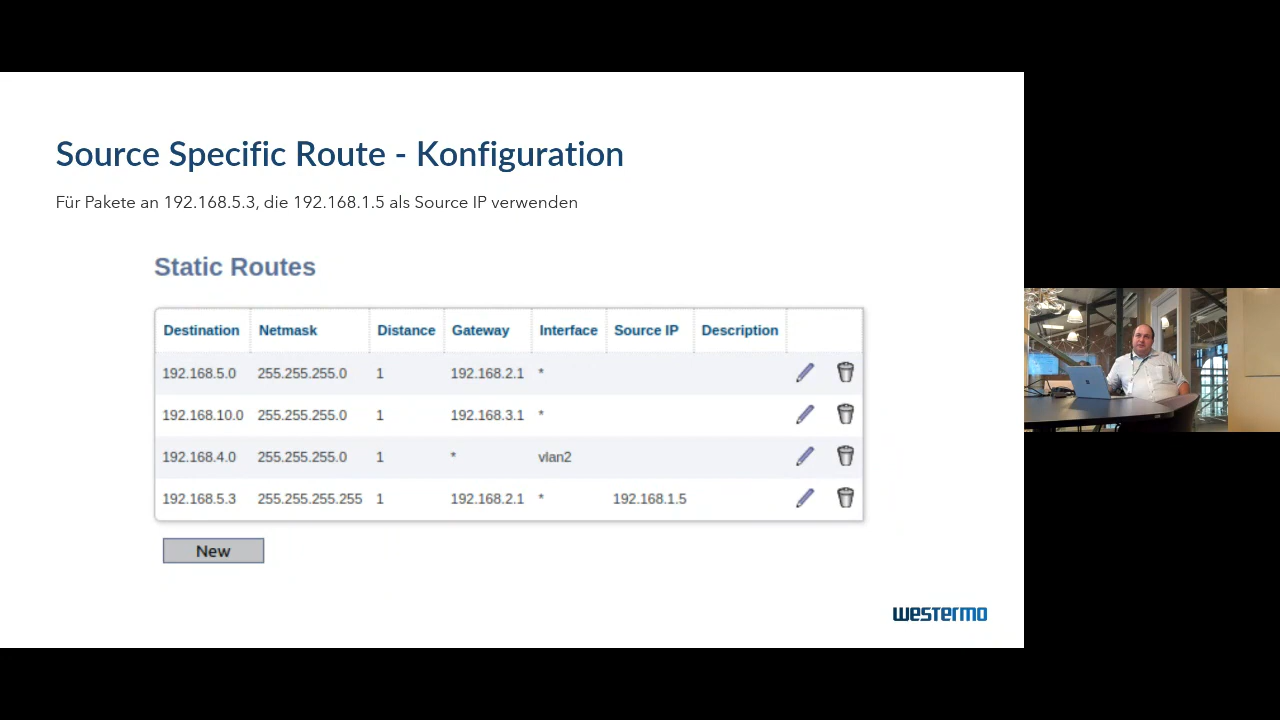 Source Specific Route - Konfiguration
Für Pakete an 192.168.5.3, die 192.168.1.5 als Source IP verwenden
Static Routes
Destination Netmask Distance Gateway Interface Source IP Description
192.168.5.0 255.255.255.0 1 192.168.2.1 *
192.168.10.0 255.255.255.0 1 192.168.3.1 *
192.168.4.0 255.255.255.0 1 * vlan2
192.168.5.3 255.255.255.255 1 192.168.2.1 * 192.168.1.5
New
westermo